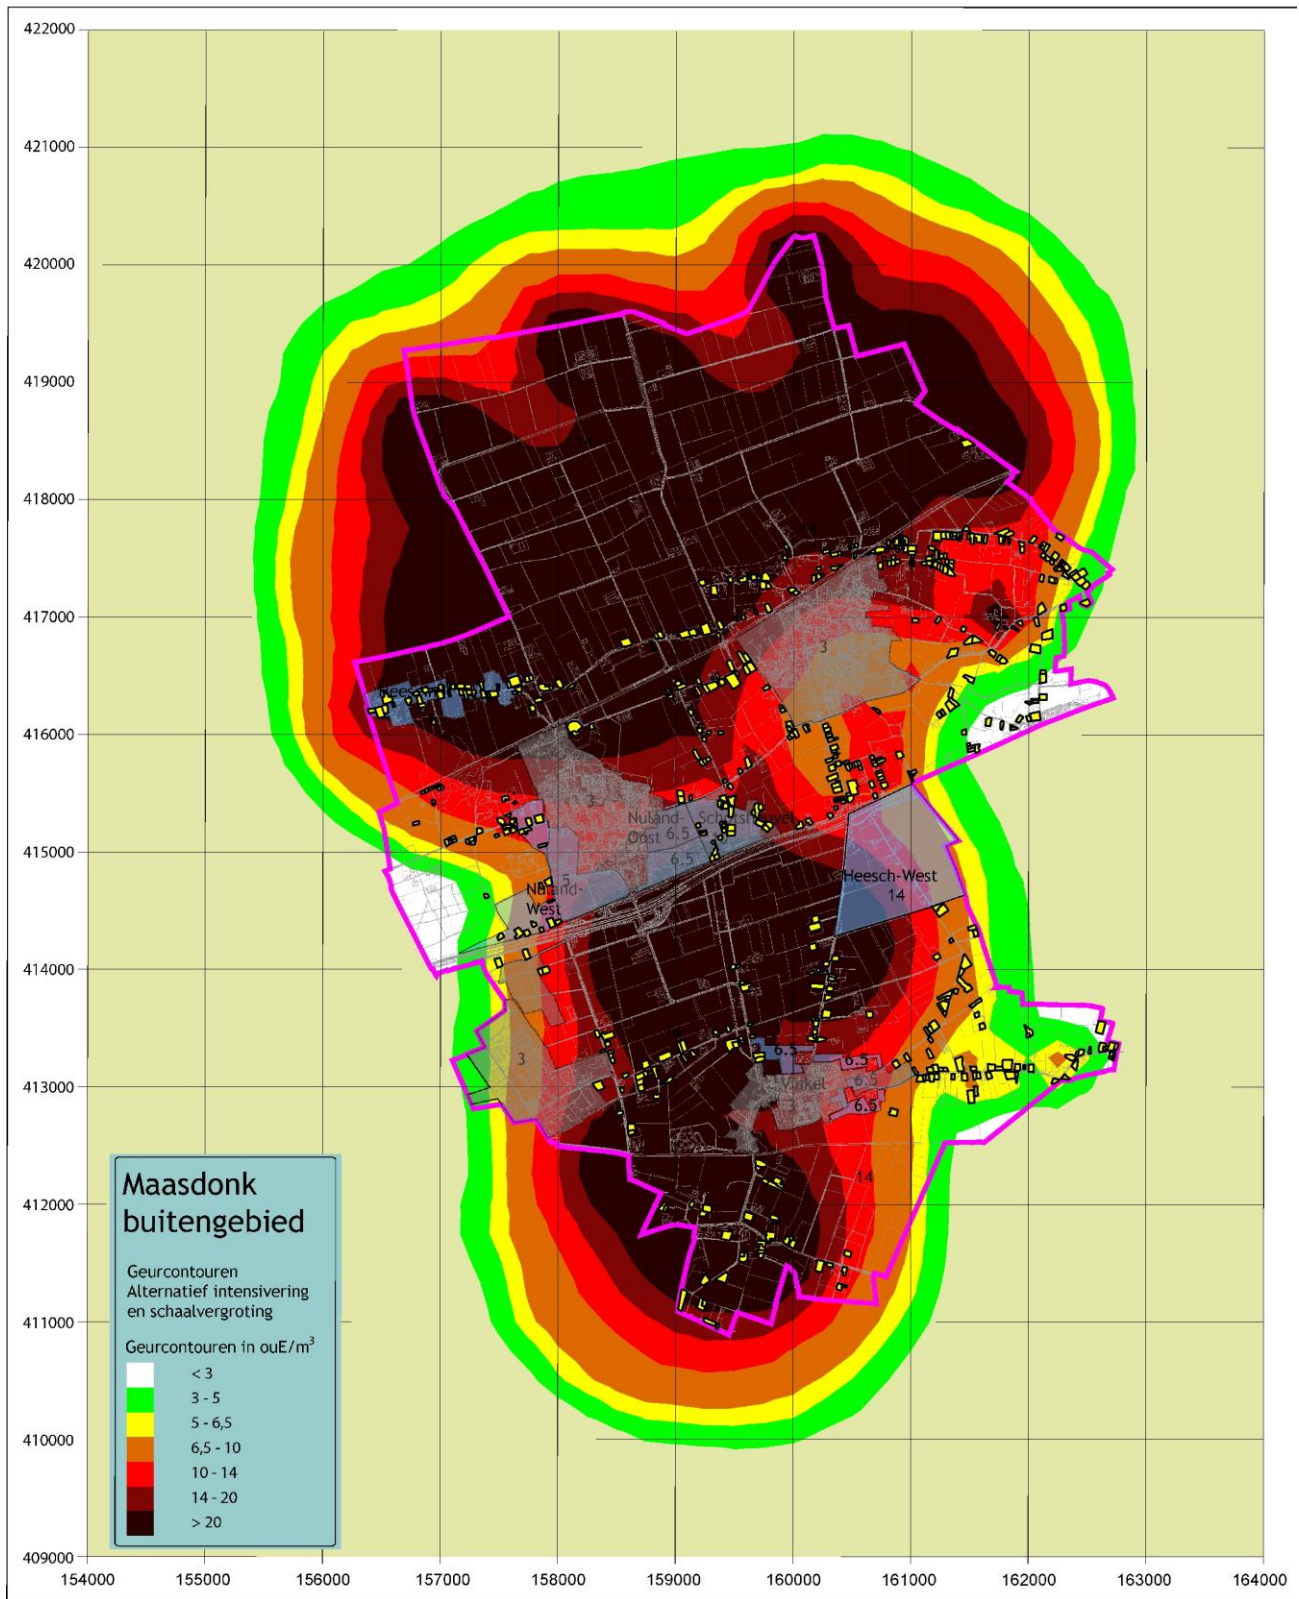 422000
421000
420000
419000
418000
417000
3
416000
3
Nuland-
Oost
6.5
Schotsheuvel
415000
6.5
5
Heesch-West
14
Nuland-
West
414000
6.5
6.5
3
413000
Vinkel
6.5
6.5
14
412000
411000
410000
409000
Maasdonk
buitengebied
Geurcontouren
Alternatief intensivering
en schaalvergroting
Geurcontouren in ouE/m³
< 3
3 - 5
5 - 6,5
6,5 - 10
10 - 14
14 - 20
> 20
154000 155000 156000 157000 158000 159000 160000 161000 162000 163000 164000